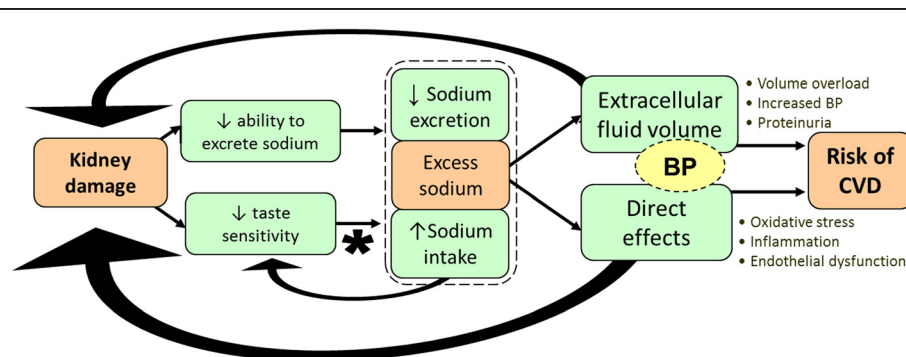 Kidney
damage
↓ ability to
excrete sodium
↓ taste
sensitivity
*
↓ Sodium
excretion
Excess
sodium
↑Sodium
intake
Extracellular
fluid volume
BP
Direct
effects
• Volume overload
• Increased BP
• Proteinuria
Risk of
CVD
• Oxidative stress
• Inflammation
• Endothelial dysfunction